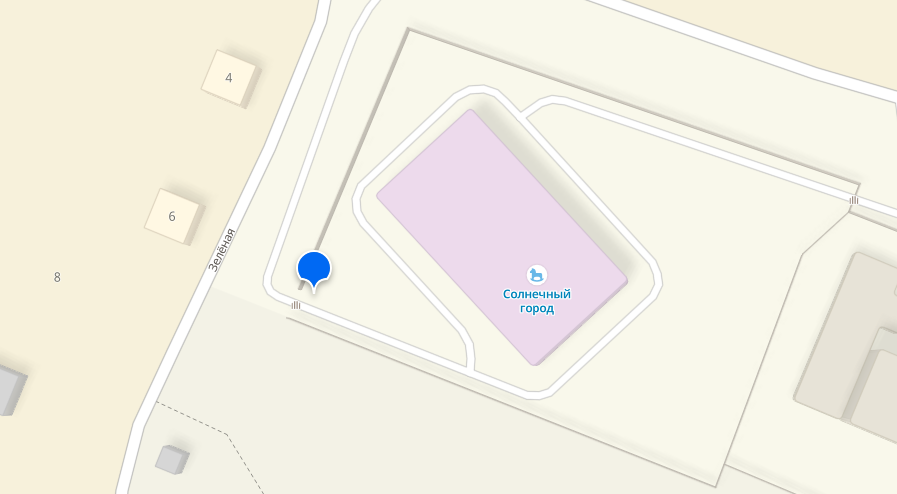 4
6
Зелёная
8
Солнечный
город